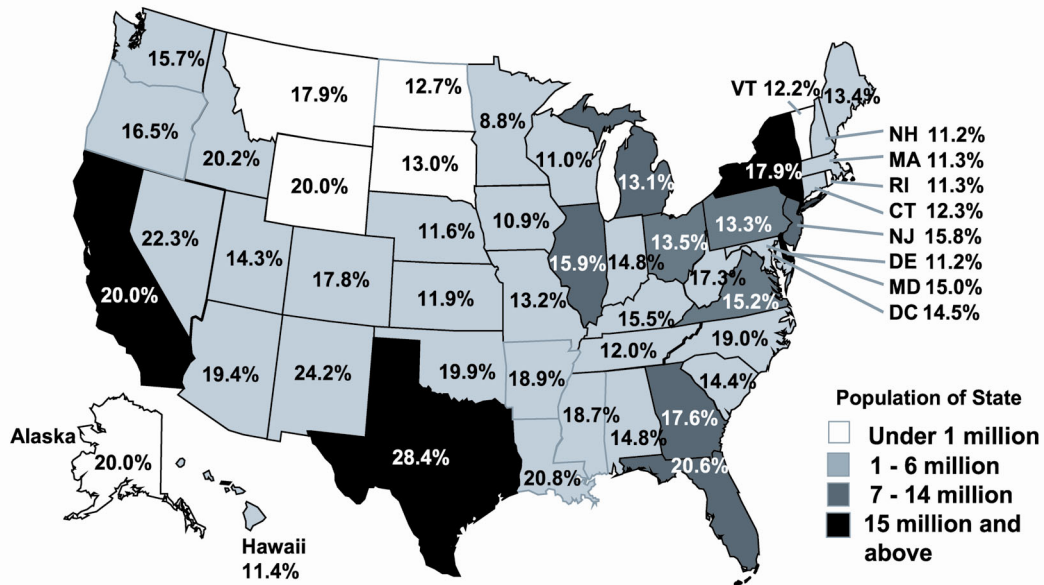 15.7%
17.9%
12.7%
8.8%
VT 12.2%
13.4%
16.5%
20.2%
13.0%
11.0%
13.1%
17.9%
NH 11.2%
MA 11.3%
RI 11.3%
CT 12.3%
NJ 15.8%
DE 11.2%
MD 15.0%
DC 14.5%
20.0%
22.3%
14.3%
17.8%
11.6%
10.9%
15.9%
14.8%
13.5%
13.3%
17.3%
15.2%
20.0%
11.9%
13.2%
15.5%
12.0%
19.0%
19.4%
24.2%
19.9%
18.9%
14.4%
18.7%
14.8%
17.6%
28.4%
20.8%
20.6%
Alaska
20.0%
Hawaii
11.4%
Population of State
Under 1 million
1 - 6 million
7 - 14 million
15 million and
above